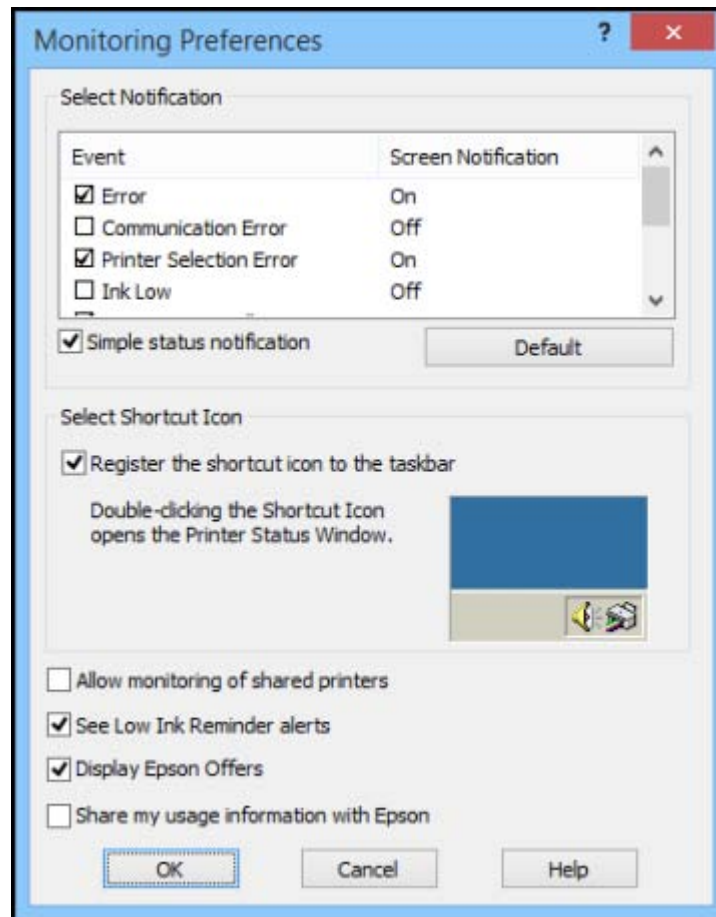 Monitoring Preferences ?
Select Notification
Event Screen Notification
Error On
Communication Error Off
Printer Selection Error On
Ink Low Off
Simple status notification Default
Select Shortcut Icon
Register the shortcut icon to the taskbar
Double-clicking the Shortcut Icon
opens the Printer Status Window.
Allow monitoring of shared printers
See Low Ink Reminder alerts
Display Epson Offers
Share my usage information with Epson
OK Cancel Help